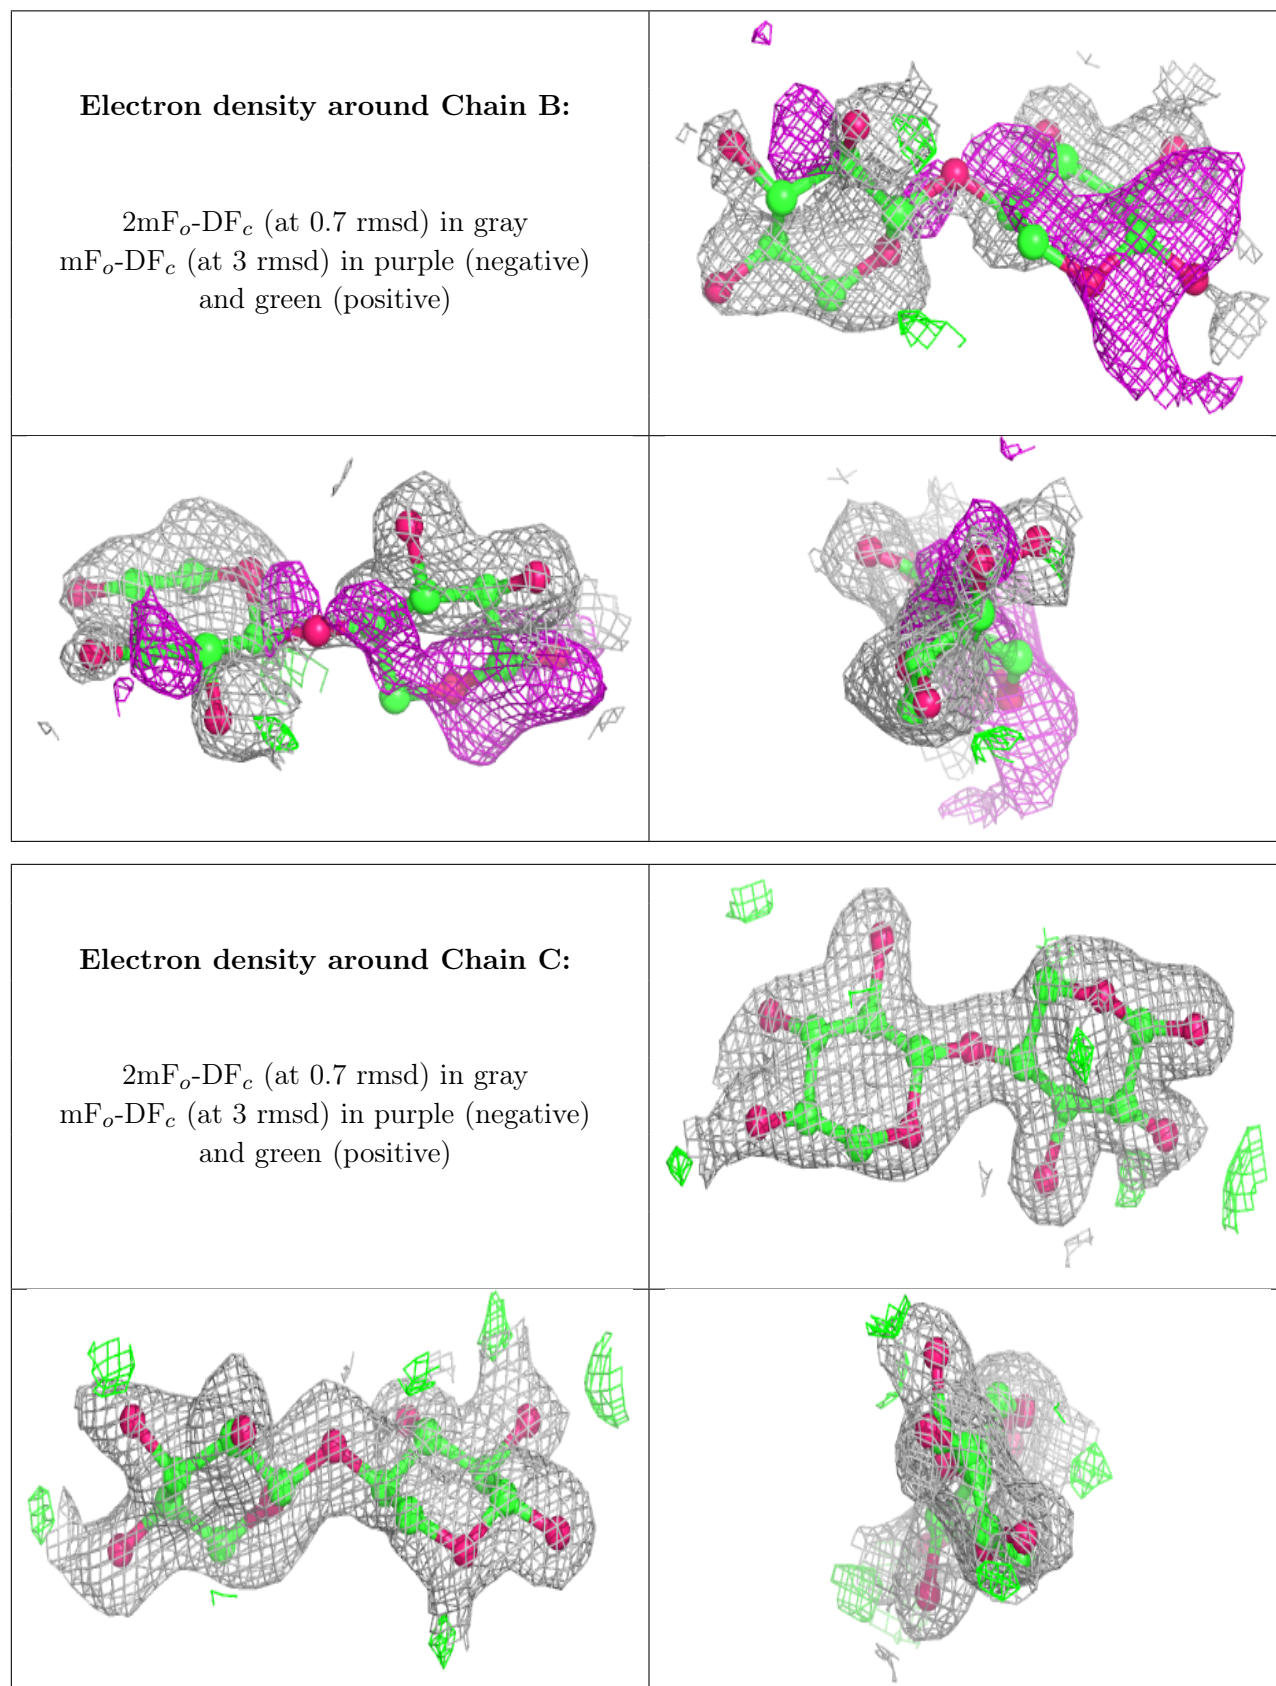 Electron density around Chain B:
2mFo-DFc (at 0.7 rmsd) in gray
mFo-DFc (at 3 rmsd) in purple (negative)
and green (positive)
Electron density around Chain C:
2mFo-DFc (at 0.7 rmsd) in gray
mFo-DFc (at 3 rmsd) in purple (negative)
and green (positive)